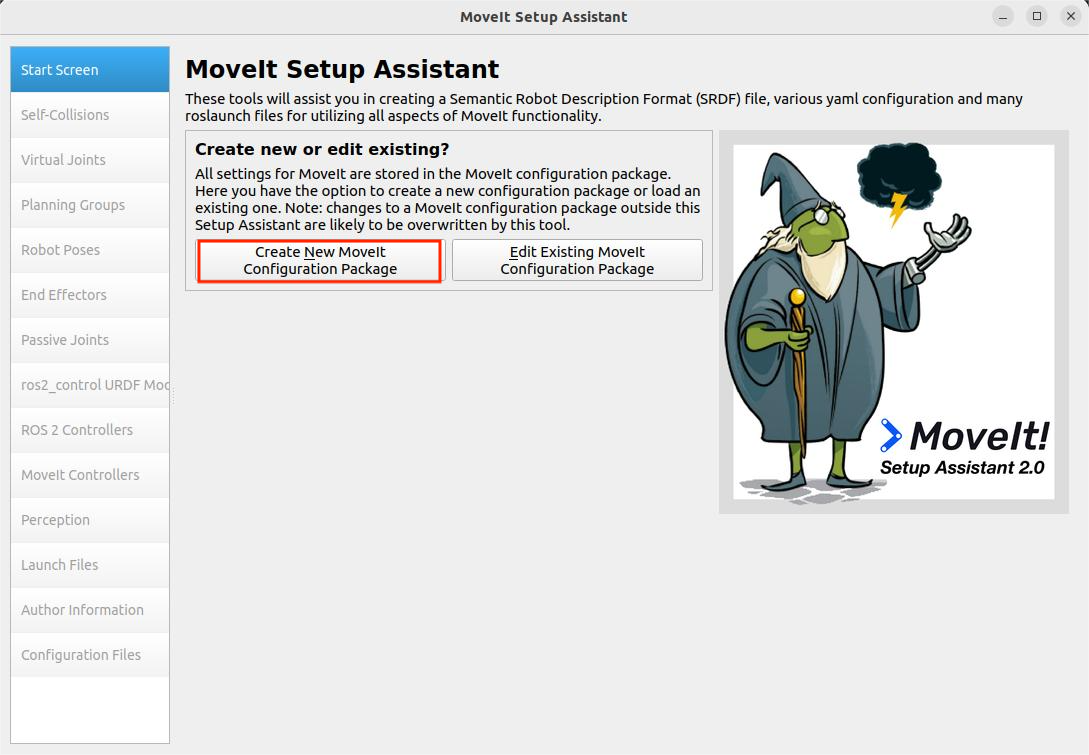 MoveIt Setup Assistant
Start Screen
Self-Collisions
Virtual Joints
Planning Groups
Robot Poses
End Effectors
Passive Joints
ros2_control URDF Moc
ROS 2 Controllers
MoveIt Controllers
Perception
Launch Files
Author Information
Configuration Files
MoveIt Setup Assistant
These tools will assist you in creating a Semantic Robot Description Format (SRDF) file, various yaml configuration and many
roslaunch files for utilizing all aspects of MoveIt functionality.
Create new or edit existing?
All settings for MoveIt are stored in the MoveIt configuration package.
Here you have the option to create a new configuration package or load an
existing one. Note: changes to a MoveIt configuration package outside this
Setup Assistant are likely to be overwritten by this tool.
Create New MoveIt
Configuration Package
Edit Existing MoveIt
Configuration Package
MoveIt!
Setup Assistant 2.0